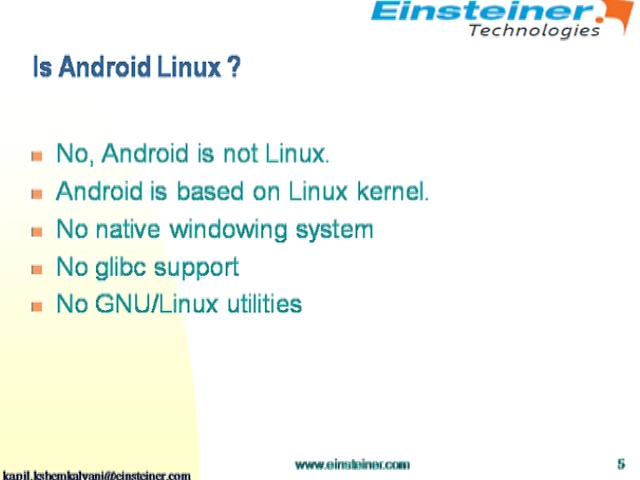 Einsteiner
Technologies
Is Android Linux ?
No, Android is not Linux.
Android is based on Linux kernel.
No native windowing system
No glibc support
No GNU/Linux utilities
kapil.kshemkalyani@einsteiner.com
www.einsteiner.com
5